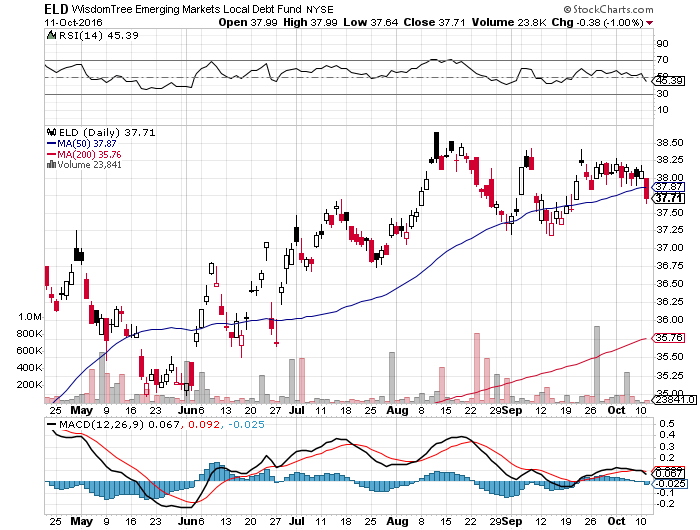 ELD WisdomTree Emerging Markets Local Debt Fund NYSE © StockCharts.com
11-Oct-2016 Open 37.99 High 37.99 Low 37.64 Close 37.71 Volume 23.8K Chg -0.38 (-1.00%)
RSI(14) 45.39
90
70
50
45.39
30
10
ELD (Daily) 37.71
MA(50) 37.87
MA(200) 35.76
Volume 23,841
38.50
38.25
38.00
37.87
37.71
37.50
37.25
37.00
36.75
36.50
36.25
36.00
35.76
35.50
35.25
35.00
1.0M
800K
600K
400K
200K
23841.0
25 May 9 16 23 Jun 6 13 20 27 Jul 11 18 25 Aug 8 15 22 29 Sep 12 19 26 Oct 10
MACD(12,26,9) 0.067, 0.092, -0.025
0.5
0.4
0.3
0.2
0.067
-0.025
-0.1
-0.2
25 May 9 16 23 Jun 6 13 20 27 Jul 11 18 25 Aug 8 15 22 29 Sep 12 19 26 Oct 10